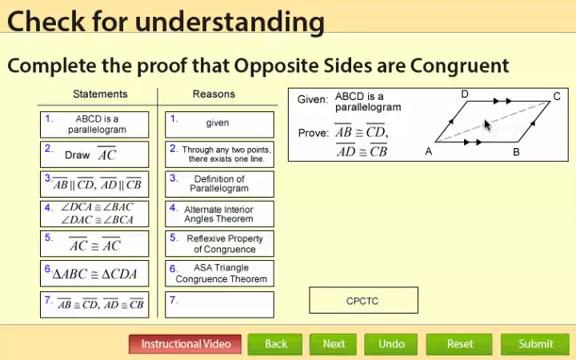 Check for understanding
Complete the proof that Opposite Sides are Congruent
Statements
Reasons
1. ABCD is a
parallelogram
1. given
2. Draw AC
2. Through any two points,
there exists one line.
3. AB || CD, AD || CB
3. Definition of
Parallelogram
4. ∠DCA ≅ ∠BAC
∠DAC ≅ ∠BCA
4. Alternate Interior
Angles Theorem
5. AC ≅ AC
5. Reflexive Property
of Congruence
6. ΔABC ≅ ΔCDA
6. ASA Triangle
Congruence Theorem
7. AB ≅ CD, AD ≅ CB
7.
Given: ABCD is a
parallelogram
Prove: AB ≅ CD,
AD ≅ CB
D
C
A
B
CPCTC
Instructional Video
Back
Next
Undo
Reset
Submit